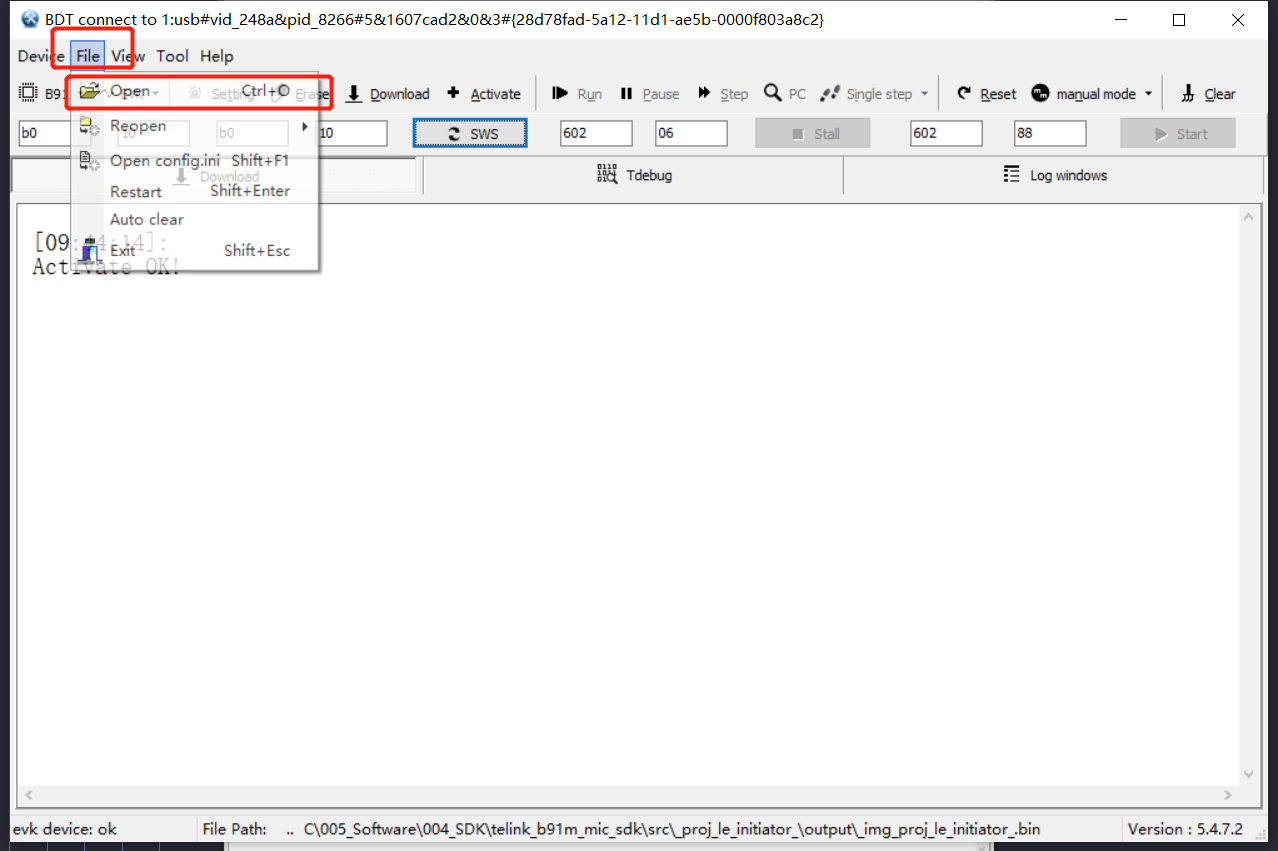 BDT connect to 1:usb#vid_248a&pid_8266#5&1607cad2&0&3#{28d78fad-5a12-11d1-ae5b-0000f803a8c2}
Device File View Tool Help
B91 Setting Erase Download Activate Run Pause Step PC Single step Reset manual mode Clear
Open Ctrl+O
b0 10 b0 10 SWS 602 06 Stall 602 88 Start
Reopen
Open config.ini Shift+F1
Download Tdebug Log windows
Restart Shift+Enter
Auto clear
[09:44:14]:
Exit Shift+Esc
Activate OK!
evk device: ok File Path: .. C\005_Software\004_SDK\telink_b91m_mic_sdk\src\_proj_le_initiator_\output\_img_proj_le_initiator_.bin Version : 5.4.7.2